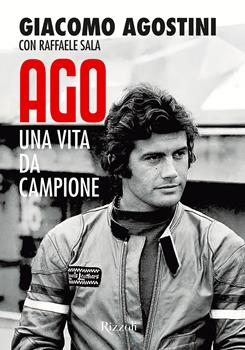 GIACOMO AGOSTINI
CON RAFFAELE SALA
AGO
UNA VITA
DA
CAMPIONE
Rizzoli